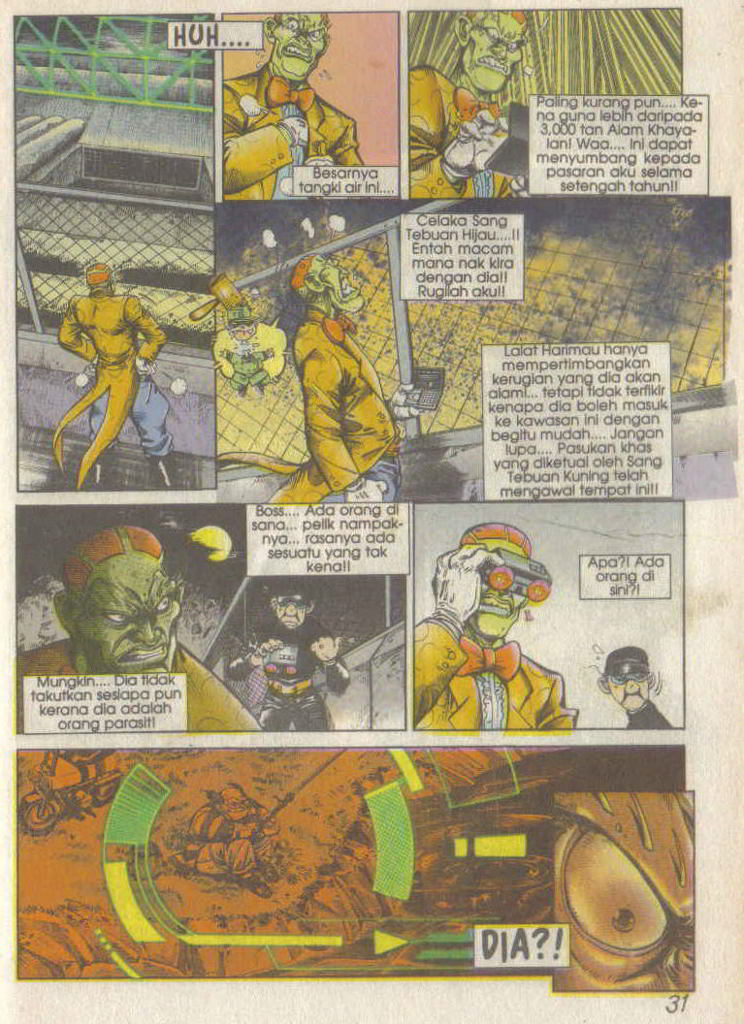 HUH....
Besarnya
tangki air ini....
Paling kurang pun.... Ke-
na guna lebih daripada
3,000 tan Alam Khaya-
lan! Waa.... Ini dapat
menyumbang kepada
pasaran aku selama
setengah tahun!!
Celaka Sang
Tebuan Hijau....!!
Entah macam
mana nak kira
dengan dia!!
Rugilah aku!!
Lalat Harimau hanya
mempertimbangkan
kerugian yang dia akan
alami... tetapi tidak terfikir
kenapa dia boleh masuk
ke kawasan ini dengan
begitu mudah.... Jangan
lupa.... Pasukan khas
yang diketuai oleh Sang
Tebuan Kuning telah
mengawal tempat ini!!
Boss.... Ada orang di
sana... pelik nampak-
nya... rasanya ada
sesuatu yang tak
kena!!
Mungkin.... Dia tidak
takutkan sesiapa pun
kerana dia adalah
orang parasit!
Apa?! Ada
orang di
sini?!
DIA?!
31